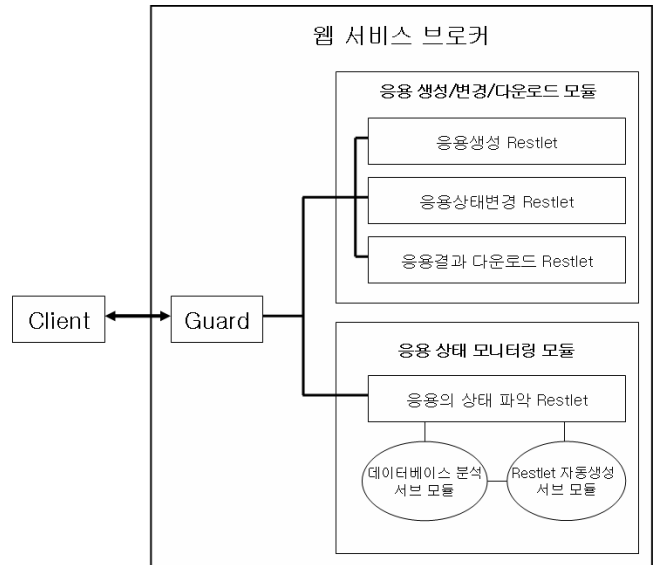 웹 서비스 브로커
응용 생성/변경/다운로드 모듈
응용생성 Restlet
응용상태변경 Restlet
응용결과 다운로드 Restlet
Client
Guard
응용 상태 모니터링 모듈
응용의 상태 파악 Restlet
데이터베이스 분석
서브 모듈
Restlet 자동생성
서브 모듈